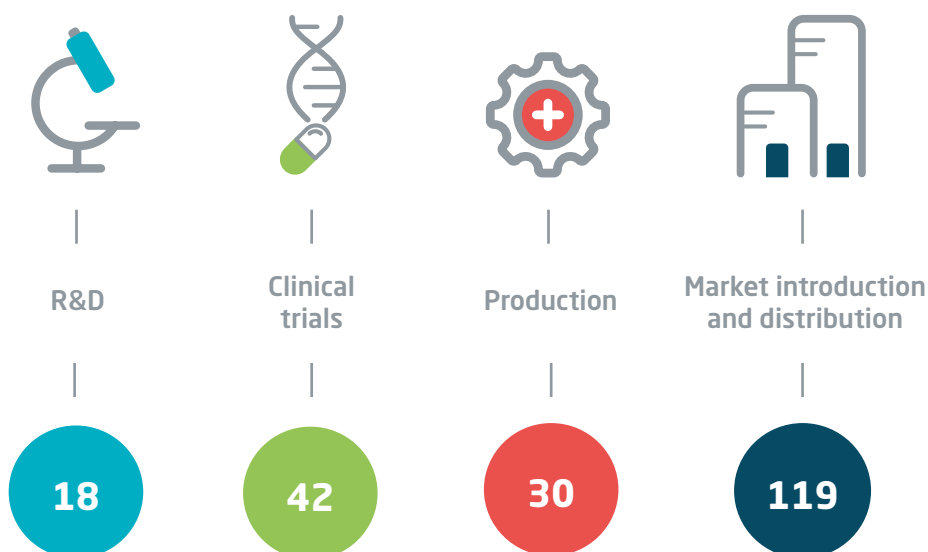 R&D
Clinical
trials
Production
Market introduction
and distribution
18
42
30
119